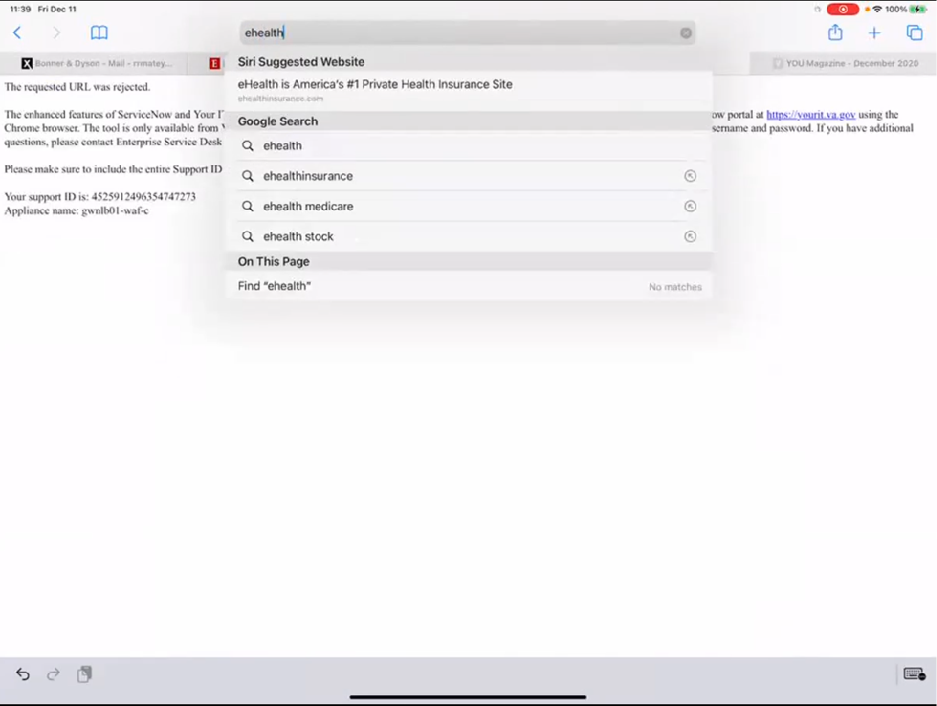 11:39 Fri Dec 11
100%
ehealth
Bonner & Dyson - Mail - rrmatey...
E
YOU Magazine - December 2020
Siri Suggested Website
eHealth is America's #1 Private Health Insurance Site
ehealthinsurance.com
Google Search
ehealth
ehealthinsurance
ehealth medicare
ehealth stock
On This Page
Find "ehealth"
No matches
The requested URL was rejected.
The enhanced features of ServiceNow and Your I
ow portal at https://yourit.va.gov using the
Chrome browser. The tool is only available from
sername and password. If you have additional
questions, please contact Enterprise Service Desk
Please make sure to include the entire Support ID
Your support ID is: 4525912496354747273
Appliance name: gwnlb01-waf-c